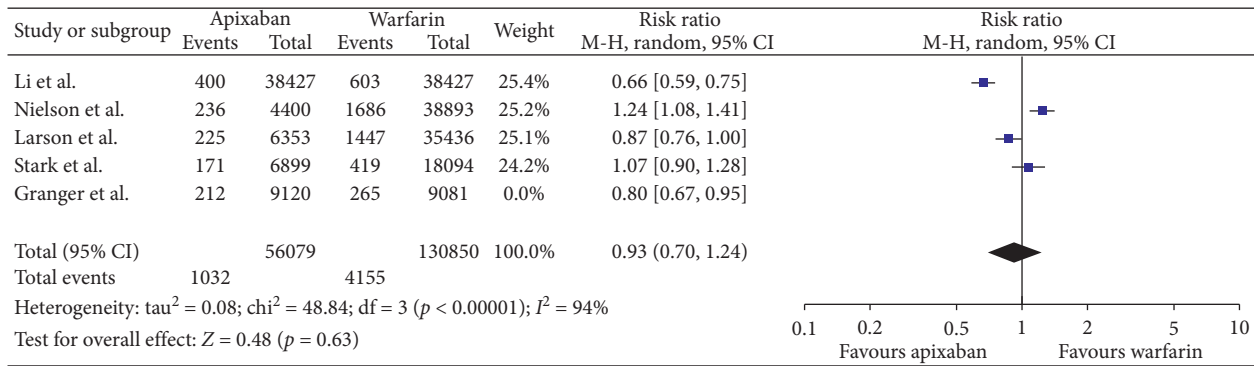 Study or subgroup Apixaban Warfarin Weight Risk ratio Risk ratio
Events Total Events Total M-H, random, 95% CI M-H, random, 95% CI
Li et al. 400 38427 603 38427 25.4% 0.66 [0.59, 0.75]
Nielson et al. 236 4400 1686 38893 25.2% 1.24 [1.08, 1.41]
Larson et al. 225 6353 1447 35436 25.1% 0.87 [0.76, 1.00]
Stark et al. 171 6899 419 18094 24.2% 1.07 [0.90, 1.28]
Granger et al. 212 9120 265 9081 0.0% 0.80 [0.67, 0.95]
Total (95% CI) 56079 130850 100.0% 0.93 (0.70, 1.24)
Total events 1032 4155
Heterogeneity: tau² = 0.08; chi² = 48.84; df = 3 (p < 0.00001); I² = 94%
Test for overall effect: Z = 0.48 (p = 0.63)
0.1 0.2 0.5 1 2 5 10
Favours apixaban Favours warfarin